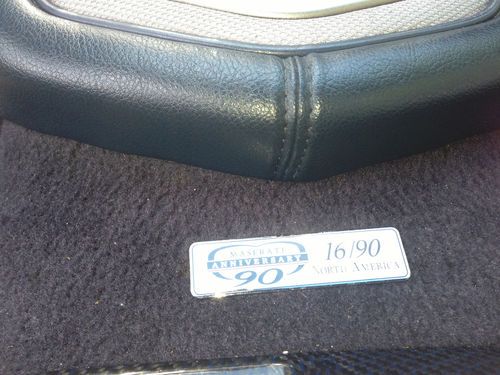 MASERATI
ANNIVERSARY
90
16/90
NORTH AMERICA